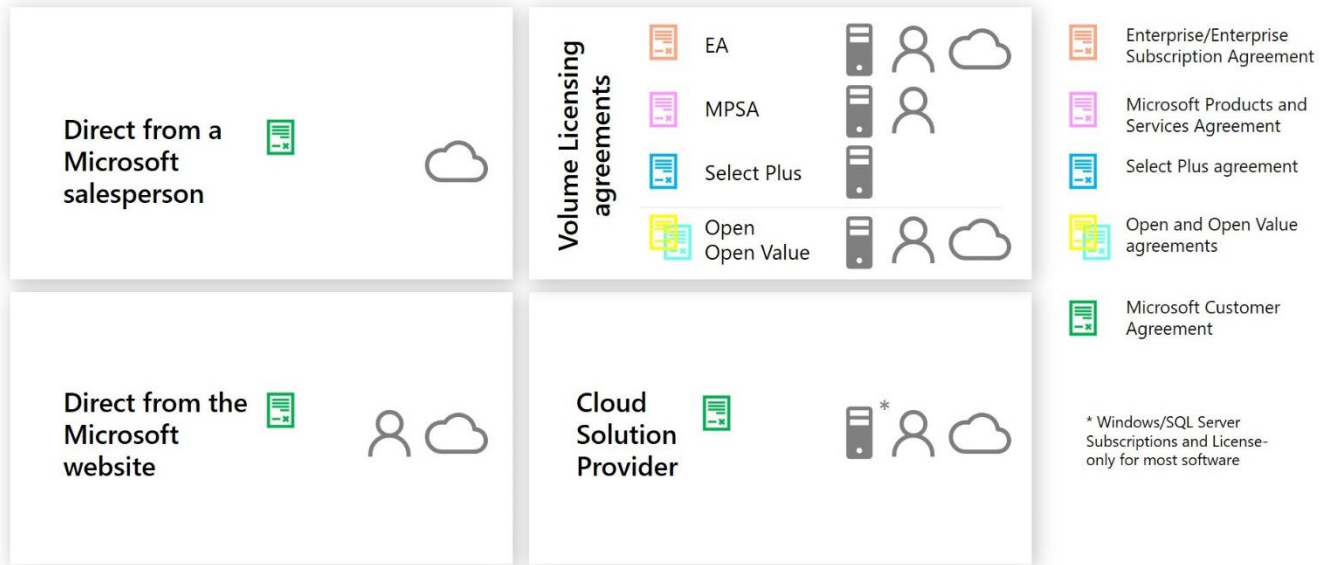 Direct from a
Microsoft
salesperson
Volume Licensing
agreements
EA
MPSA
Select Plus
Open
Open Value
Enterprise/Enterprise
Subscription Agreement
Microsoft Products and
Services Agreement
Select Plus agreement
Open and Open Value
agreements
Microsoft Customer
Agreement
Direct from the
Microsoft
website
Cloud
Solution
Provider
*
* Windows/SQL Server
Subscriptions and License-
only for most software